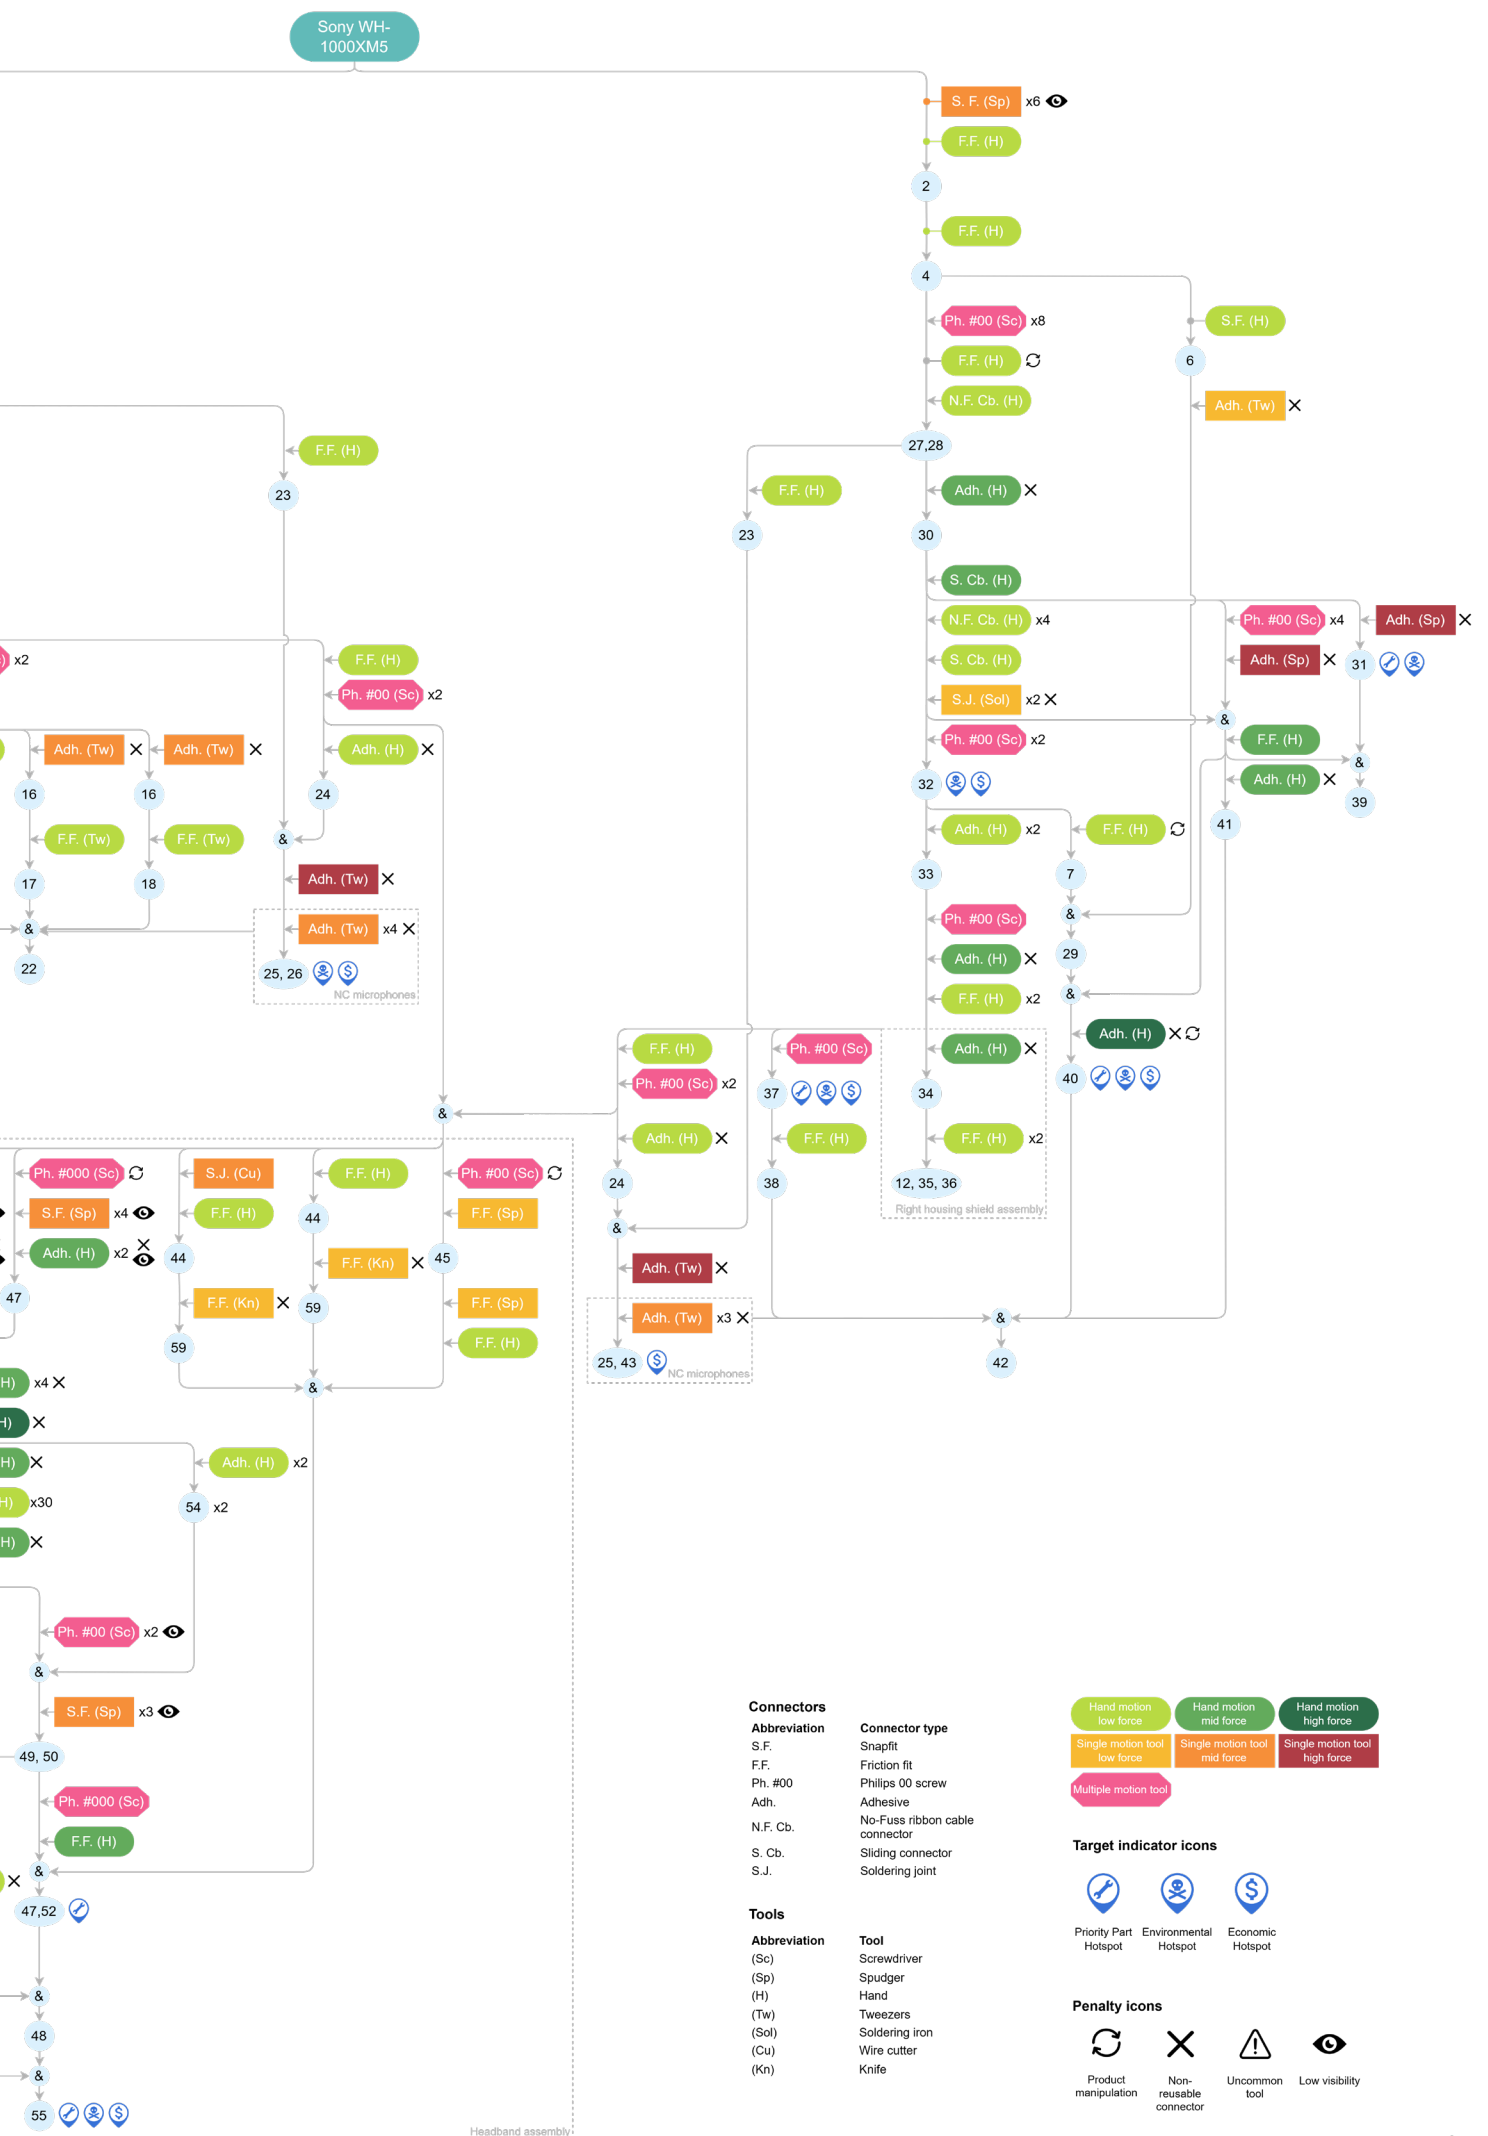 Sony WH-
1000XM5
S. F. (Sp) x6
F.F. (H)
2
F.F. (H)
4
Ph. #00 (Sc) x8
S.F. (H)
F.F. (H)
6
N.F. Cb. (H)
Adh. (Tw)
27,28
F.F. (H)
23
F.F. (H)
Adh. (H)
23
30
S. Cb. (H)
N.F. Cb. (H) x4
Ph. #00 (Sc) x4
Adh. (Sp)
x2
F.F. (H)
S. Cb. (H)
Adh. (Sp)
31
Ph. #00 (Sc) x2
S.J. (Sol) x2
&
Adh. (Tw)
Adh. (Tw)
Adh. (H)
Ph. #00 (Sc) x2
F.F. (H)
&
16
16
24
32
Adh. (H)
39
F.F. (Tw)
F.F. (Tw)
&
Adh. (H) x2
F.F. (H)
41
17
18
Adh. (Tw)
33
7
&
Adh. (Tw) x4
Ph. #00 (Sc)
&
22
25, 26
NC microphones
Adh. (H)
29
F.F. (H) x2
&
F.F. (H)
Ph. #00 (Sc)
Adh. (H)
Adh. (H)
Ph. #00 (Sc) x2
37
34
40
&
Adh. (H)
F.F. (H)
F.F. (H) x2
Ph. #000 (Sc)
S.J. (Cu)
F.F. (H)
Ph. #00 (Sc)
24
38
12, 35, 36
Right housing shield assembly
S.F. (Sp) x4
F.F. (H)
44
F.F. (Sp)
&
Adh. (H) x2
44
F.F. (Kn)
45
Adh. (Tw)
47
F.F. (Kn)
59
F.F. (Sp)
Adh. (Tw) x3
&
59
F.F. (H)
25, 43
NC microphones
42
H) x4
&
H)
H)
Adh. (H) x2
H) x30
54 x2
H)
Ph. #00 (Sc) x2
&
S.F. (Sp) x3
49, 50
Ph. #000 (Sc)
F.F. (H)
&
47,52
&
48
&
55
Headband assembly
Connectors
Abbreviation Connector type
S.F. Snapfit
F.F. Friction fit
Ph. #00 Philips 00 screw
Adh. Adhesive
N.F. Cb. No-Fuss ribbon cable
connector
S. Cb. Sliding connector
S.J. Soldering joint
Tools
Abbreviation Tool
(Sc) Screwdriver
(Sp) Spudger
(H) Hand
(Tw) Tweezers
(Sol) Soldering iron
(Cu) Wire cutter
(Kn) Knife
Hand motion
low force
Hand motion
mid force
Hand motion
high force
Single motion tool
low force
Single motion tool
mid force
Single motion tool
high force
Multiple motion tool
Target indicator icons
Priority Part
Hotspot
Environmental
Hotspot
Economic
Hotspot
Penalty icons
Product
manipulation
Non-
reusable
connector
Uncommon
tool
Low visibility